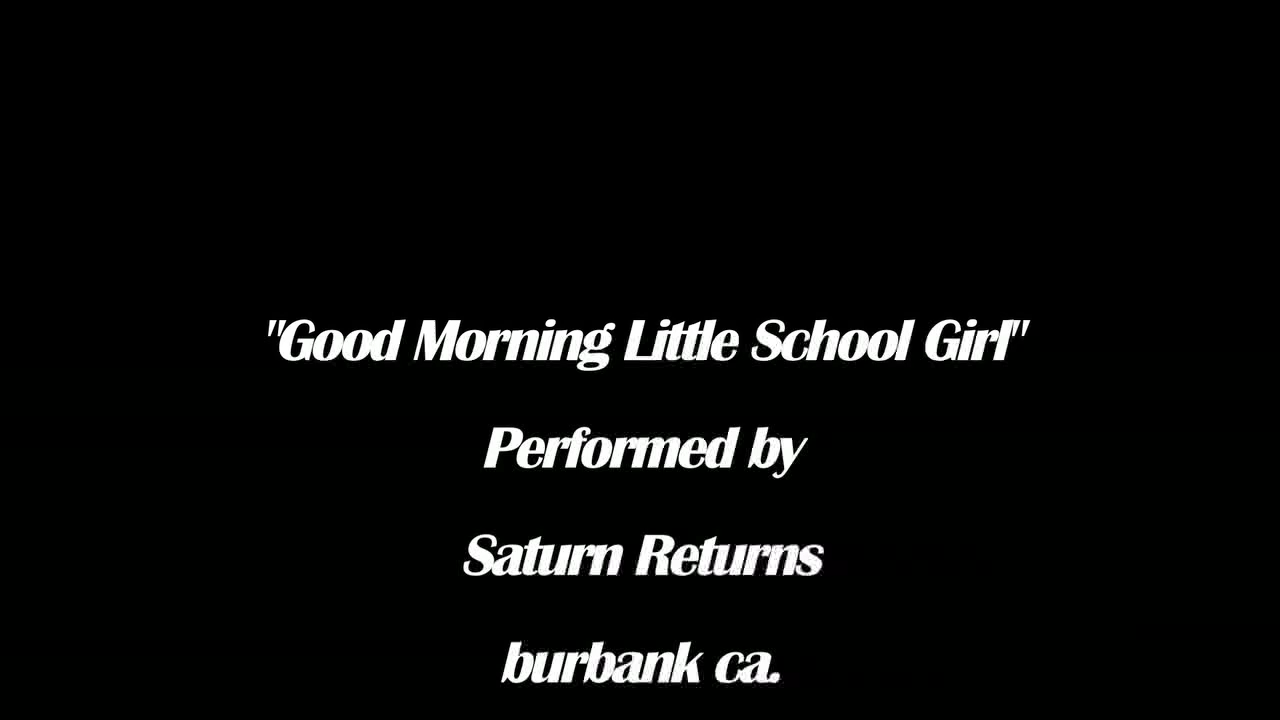 "Good Morning Little School Girl"
Performed by
Saturn Returns
burbank ca.